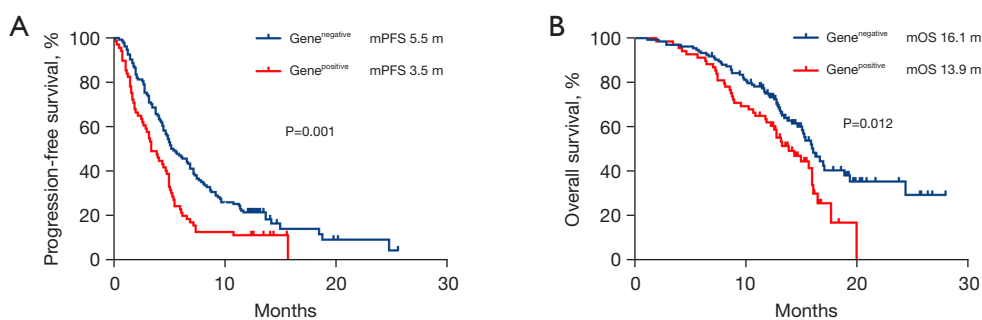 A
Progression-free survival, %
100
80
60
40
20
0
0 10 20 30
Months
Gene negative mPFS 5.5 m
Gene positive mPFS 3.5 m
P=0.001
B
Overall survival, %
100
80
60
40
20
0
0 10 20 30
Months
Gene negative mOS 16.1 m
Gene positive mOS 13.9 m
P=0.012